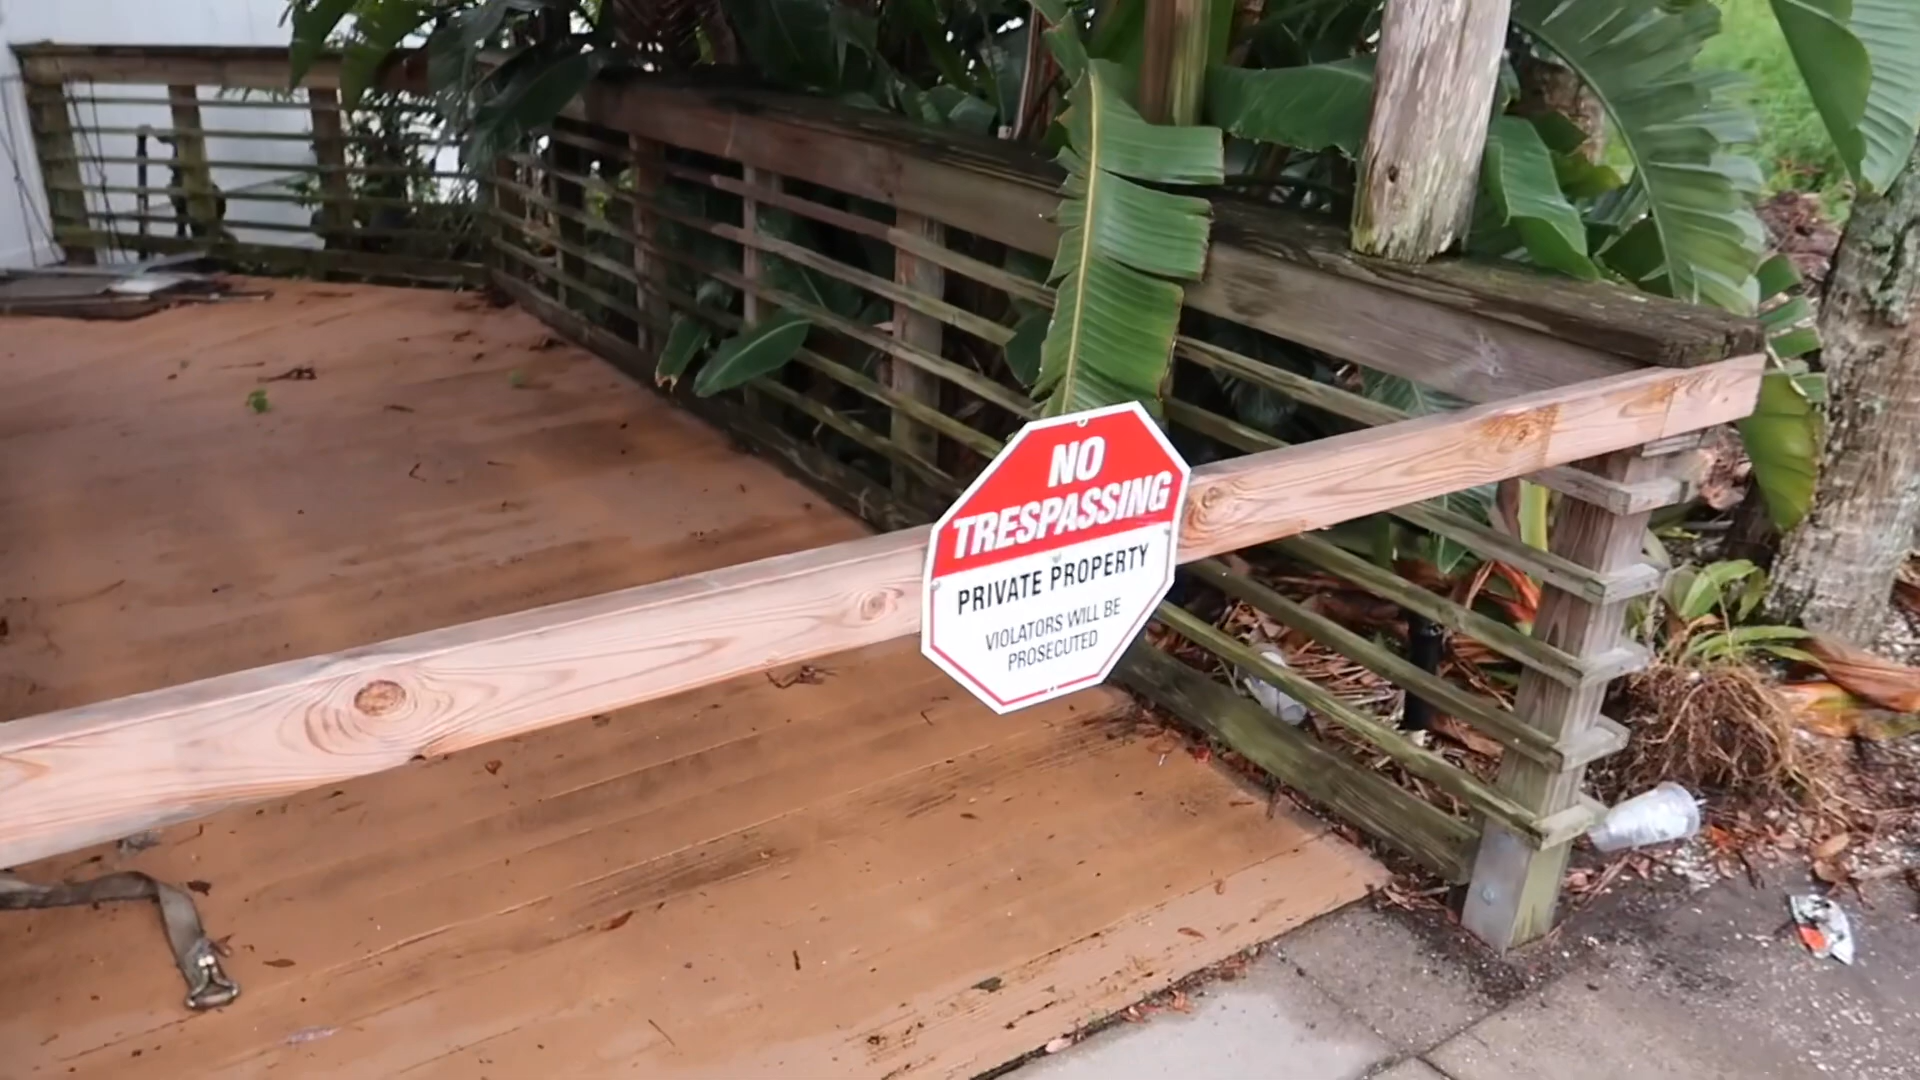 NO
TRESPASSING
PRIVATE PROPERTY
VIOLATORS WILL BE
PROSECUTED